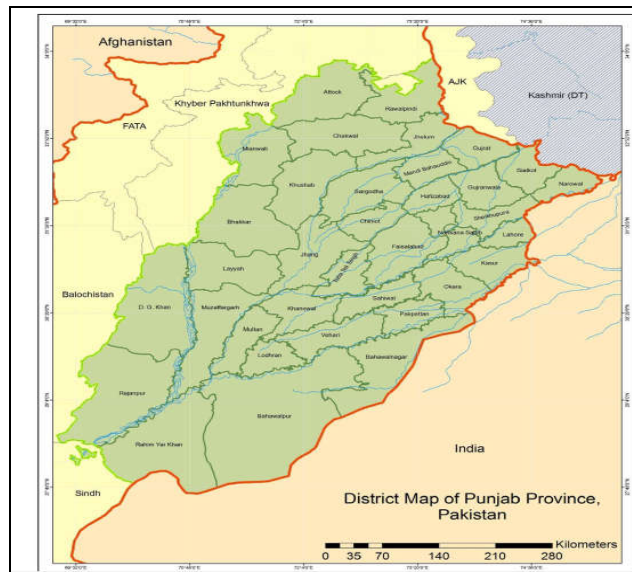 Afghanistan
AJK
Kashmir (DT)
Khyber Pakhtunkhwa
FATA
Attock
Rawalpindi
Chakwal
Jhelum
Mianwali
Gujrat
Mandi Bahauddin
Sialkot
Khushab
Sargodha
Gujranwala
Narowal
Hafizabad
Bhakkar
Chiniot
Sheikhupura
Lahore
Faisalabad
Nankana Sahib
Jhang
Toba Tek Singh
Kasur
Layyah
Okara
Balochistan
D. G. Khan
Muzaffargarh
Khanewal
Sahiwal
Pakpattan
Multan
Vehari
Lodhran
Bahawalnagar
Rajanpur
Bahawalpur
Rahim Yar Khan
India
Sindh
District Map of Punjab Province,
Pakistan
Kilometers
0 35 70 140 210 280